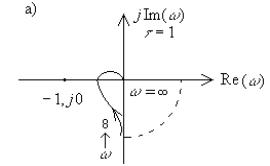 a)
jIm(ω)
r = 1
Re(ω)
-1, j0
ω = ∞
8
ω